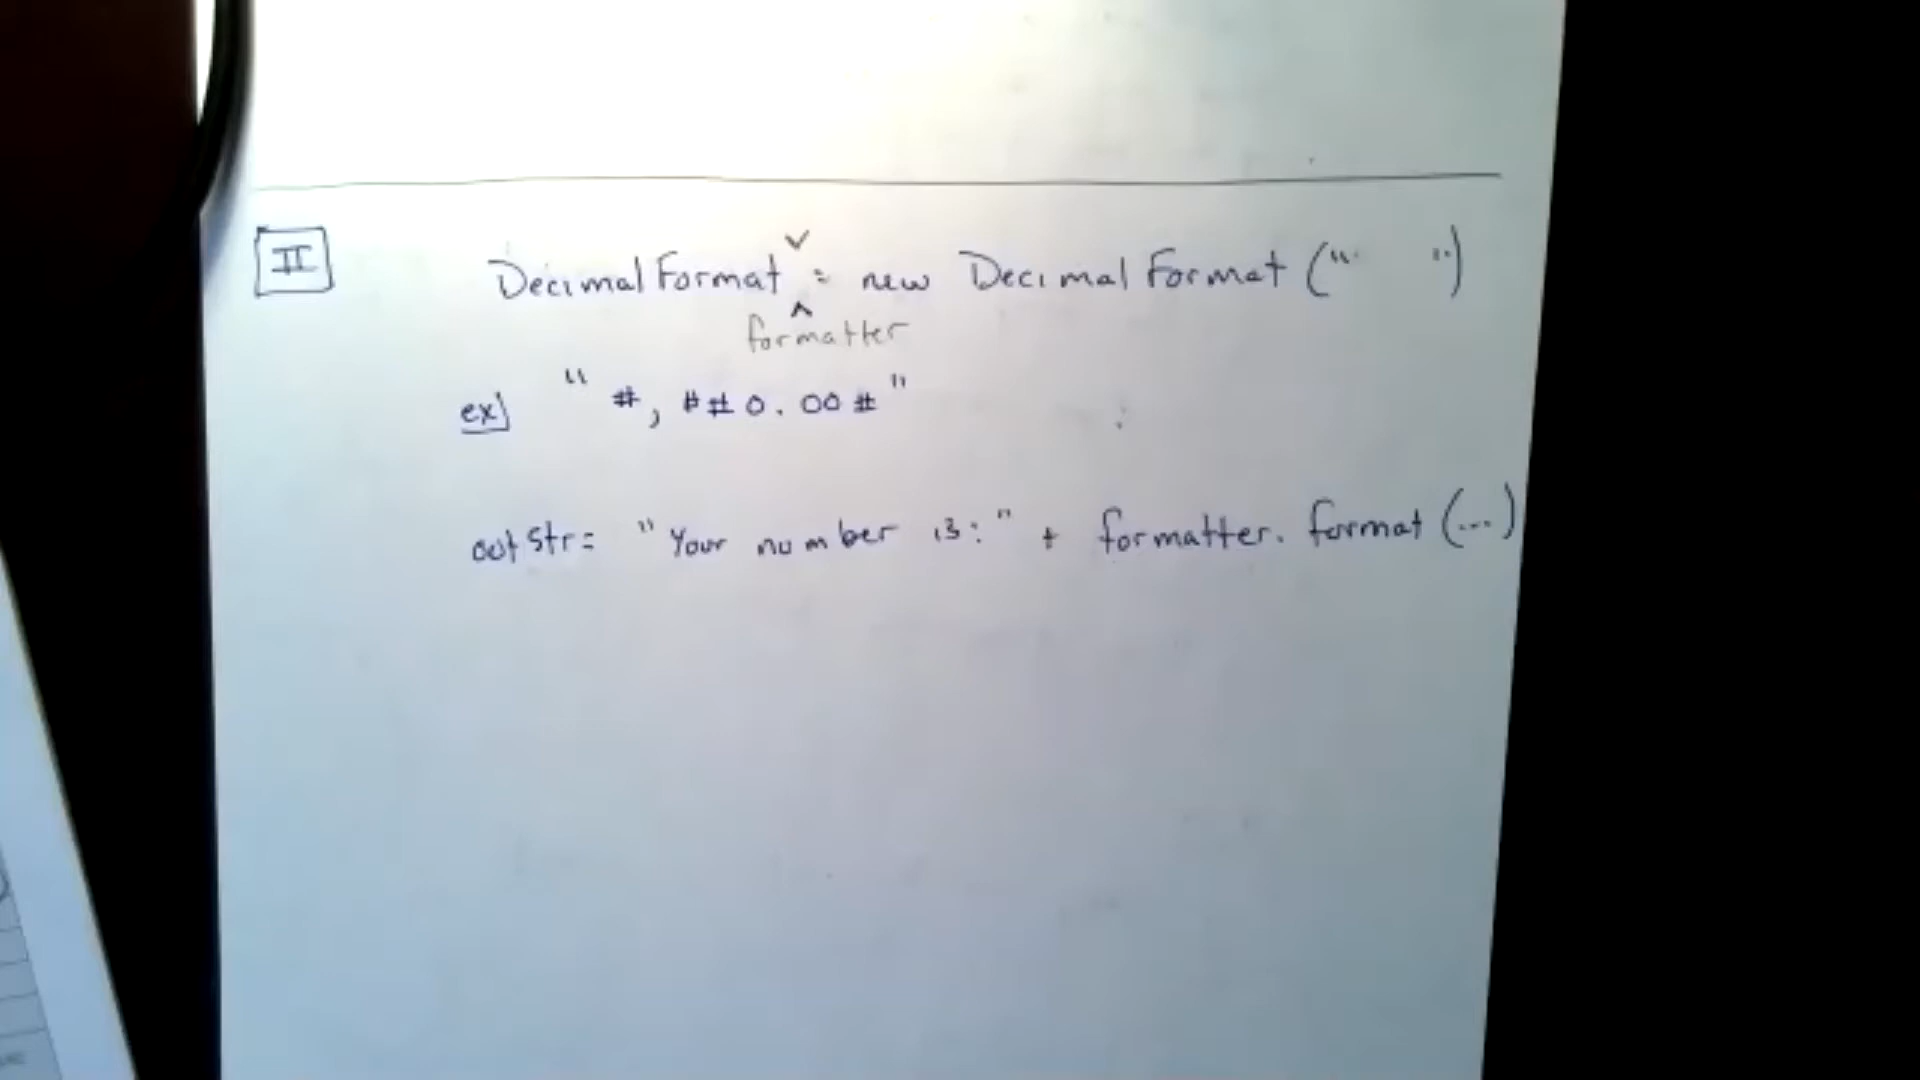 II DecimalFormat = new DecimalFormat (" ")
formatter
ex] "#,##0.00#"
outStr= "Your number is:" + formatter. format (...)